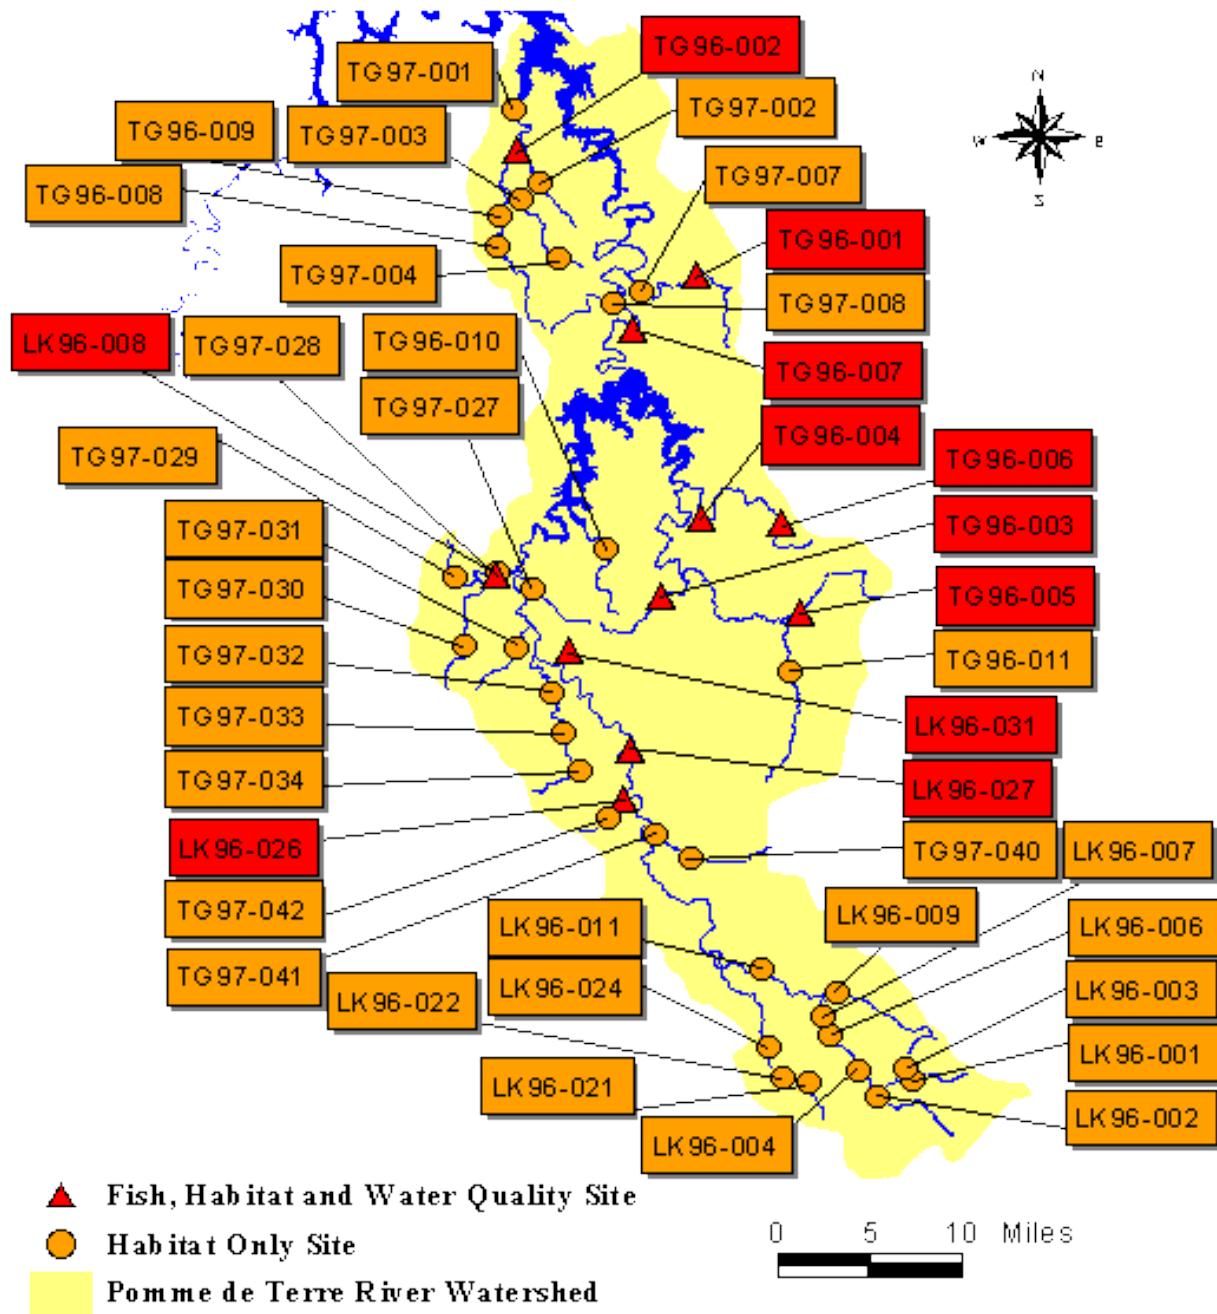 TG96-002
TG97-001
TG97-002
TG96-009
TG97-003
TG97-007
TG96-008
TG96-001
TG97-004
TG97-008
LK96-008
TG97-028
TG96-010
TG96-007
TG97-027
TG96-004
TG97-029
TG96-006
TG97-031
TG96-003
TG97-030
TG96-005
TG97-032
TG96-011
TG97-033
LK96-031
TG97-034
LK96-027
LK96-026
TG97-040
LK96-007
TG97-042
LK96-011
LK96-009
LK96-006
TG97-041
LK96-022
LK96-024
LK96-003
LK96-001
LK96-021
LK96-002
LK96-004
N
W
E
S
Fish, Habitat and Water Quality Site
Habitat Only Site
Pomme de Terre River Watershed
0 5 10 Miles